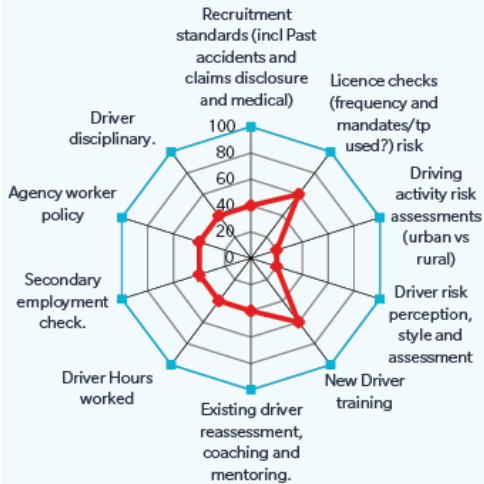 Recruitment
standards (incl Past
accidents and
claims disclosure
and medical)
Licence checks
(frequency and
mandates/tp
used?) risk
Driving
activity risk
assessments
(urban vs
rural)
Driver risk
perception,
style and
assessment
New Driver
training
Existing driver
reassessment,
coaching and
mentoring.
Driver Hours
worked
Secondary
employment
check.
Agency worker
policy
Driver
disciplinary.
100
80
60
40
20
0